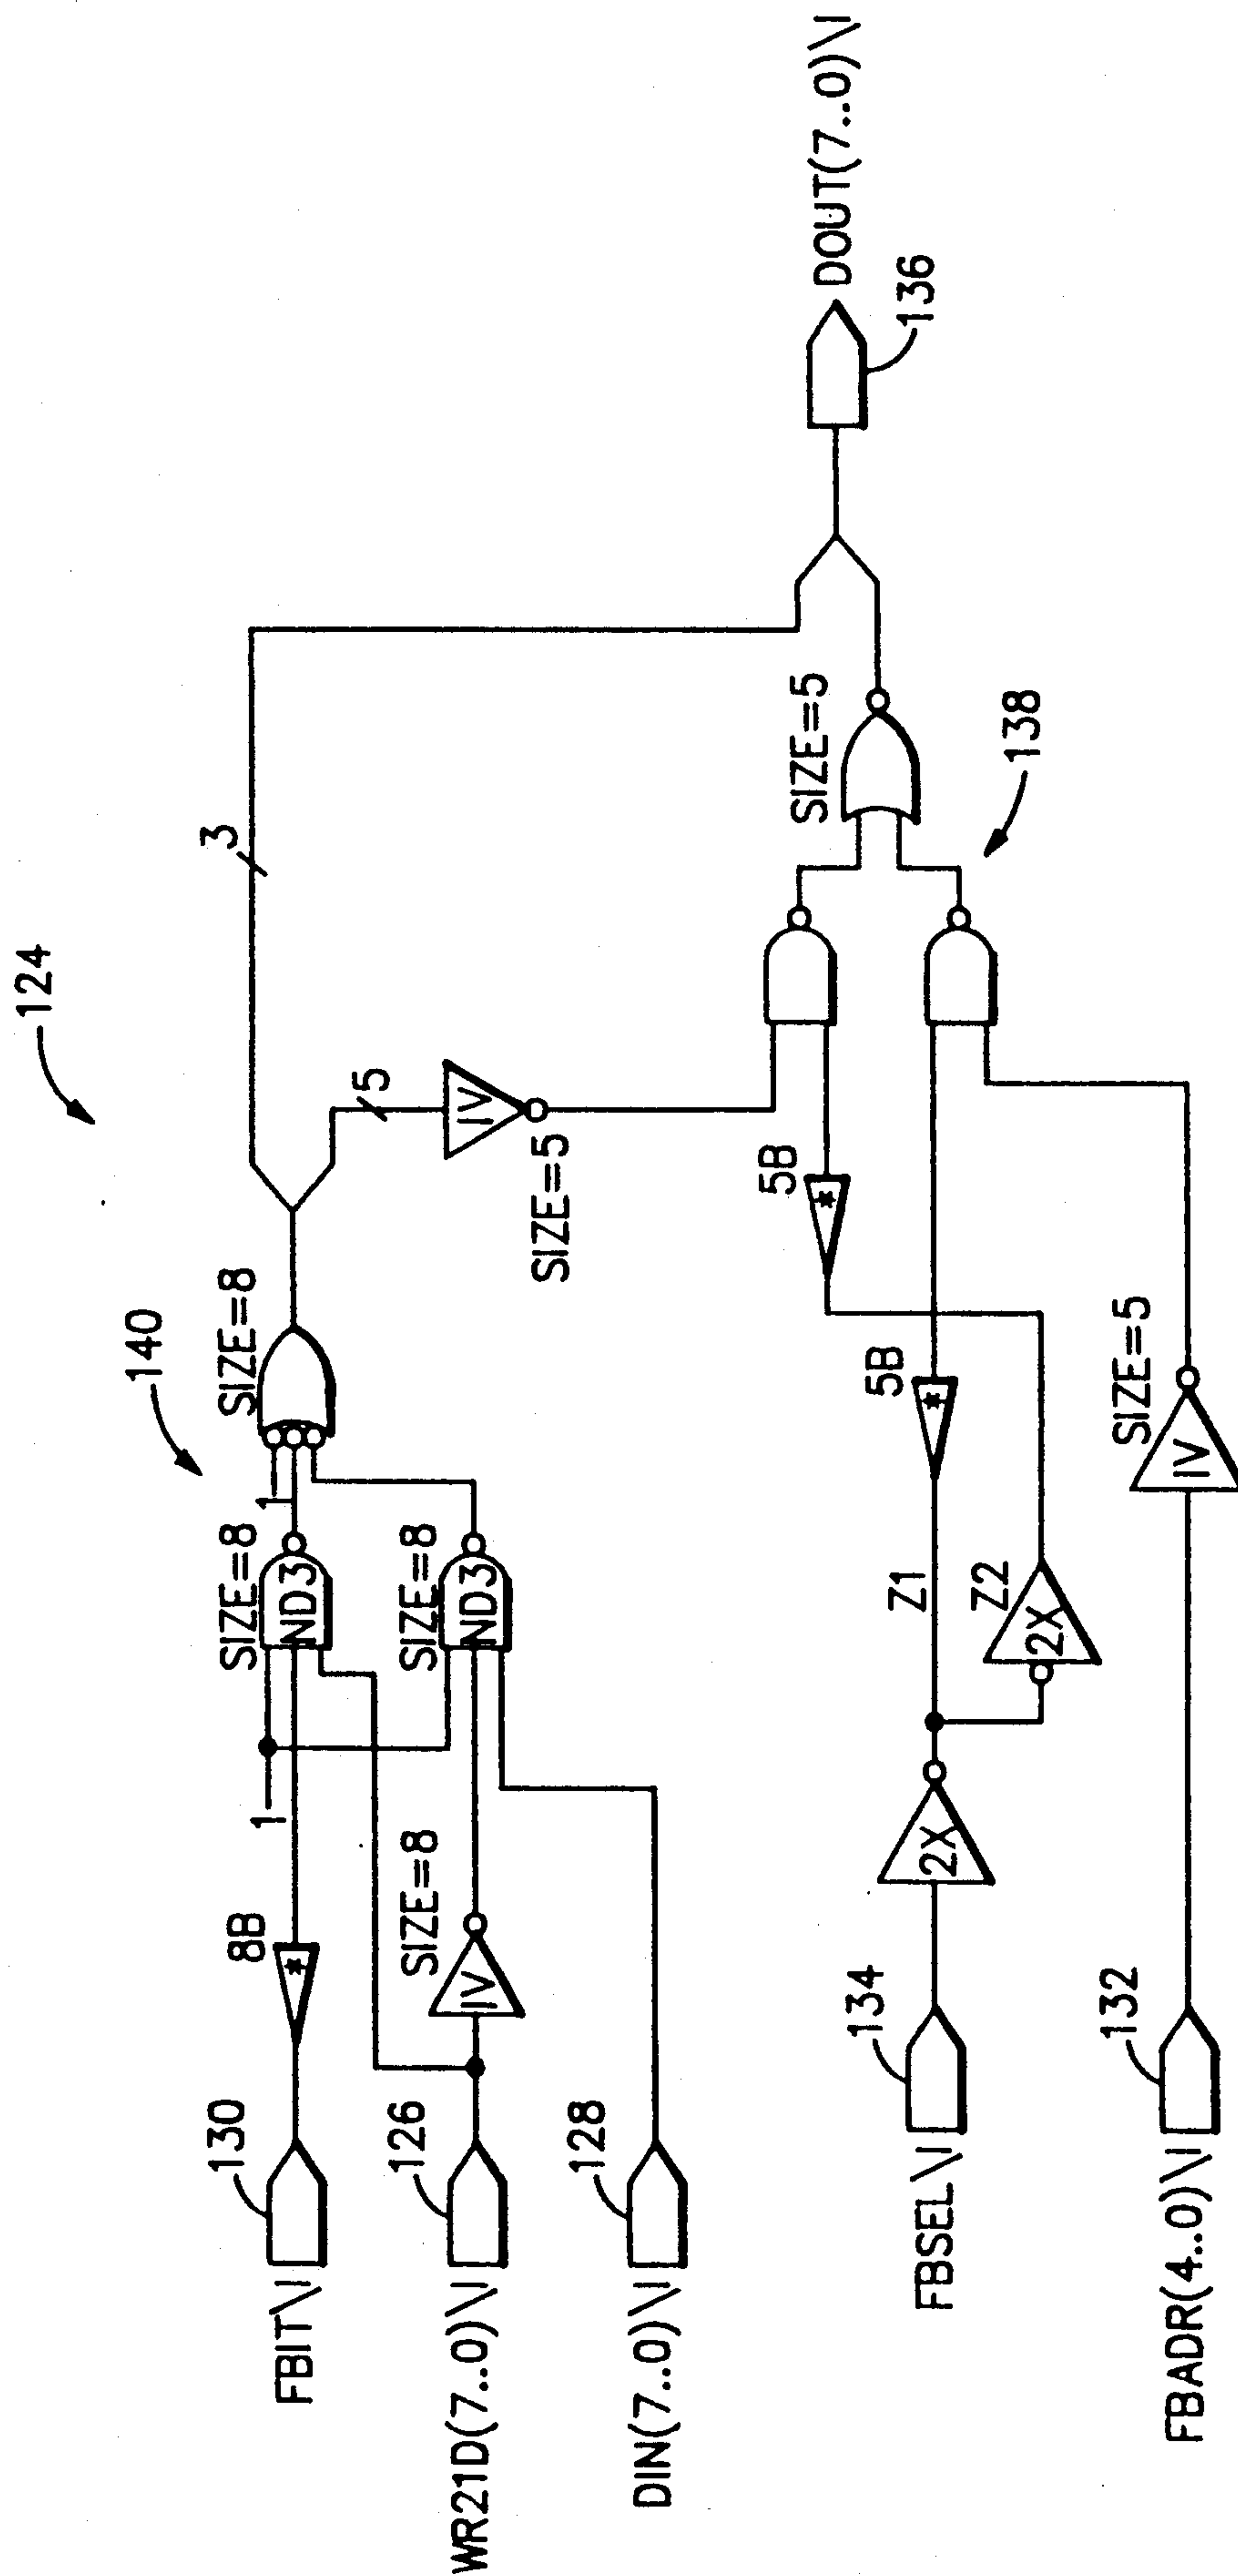 124
140
3
SIZE=8
1
SIZE=8
ND3
1
8B
*
130
FBIT\I
SIZE=8
ND3
SIZE=8
IV
126
WR21D(7..0)\I
128
DIN(7..0)\I
5
IV
SIZE=5
5B
*
5B
*
SIZE=5
138
DOUT(7..0)\I
136
Z1
Z2
2X
2X
134
FBSEL\I
SIZE=5
IV
132
FBADR(4..0)\I